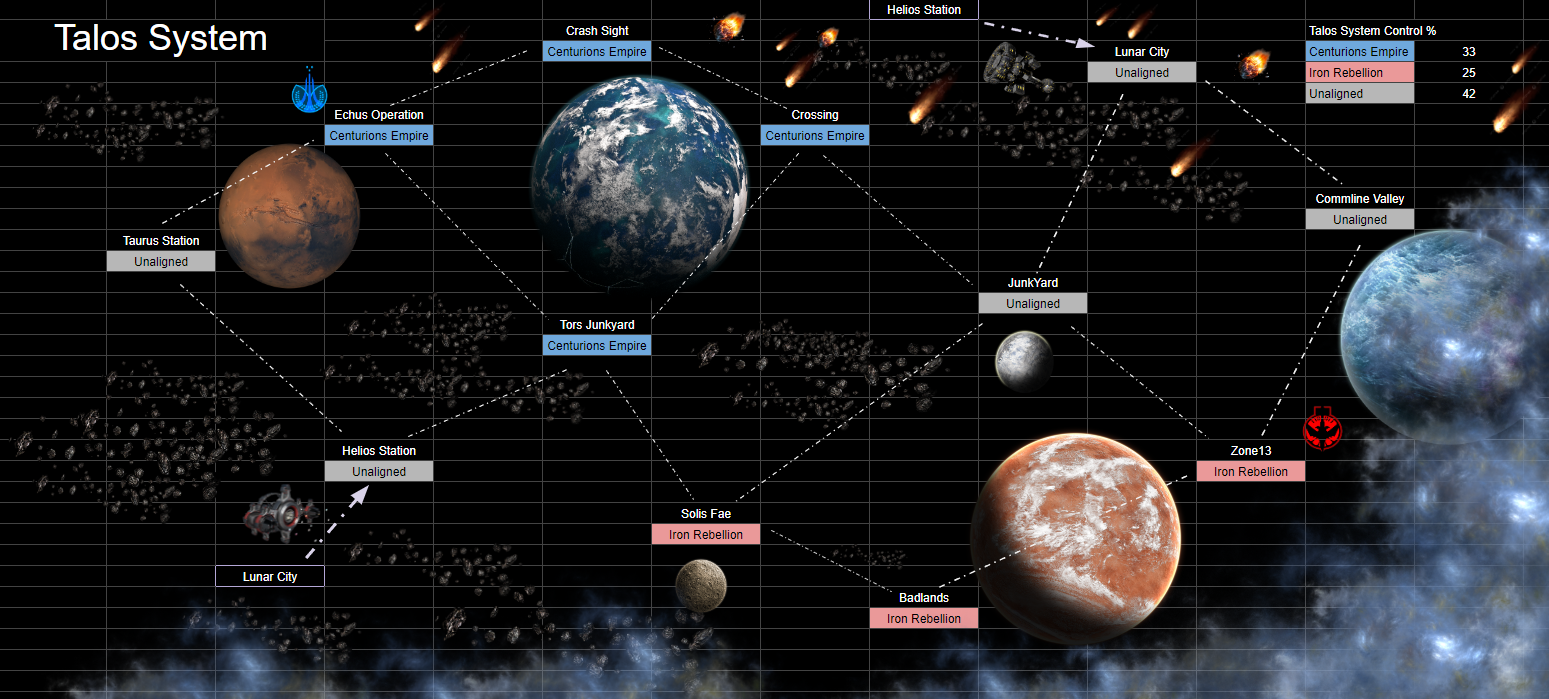 Helios Station
Talos System
Crash Sight
Centurions Empire
Lunar City
Unaligned
Talos System Control %
Centurions Empire 33
Iron Rebellion 25
Unaligned 42
Echus Operation
Centurions Empire
Crossing
Centurions Empire
Commline Valley
Unaligned
Taurus Station
Unaligned
JunkYard
Unaligned
Tors Junkyard
Centurions Empire
Helios Station
Unaligned
Zone13
Iron Rebellion
Solis Fae
Iron Rebellion
Lunar City
Badlands
Iron Rebellion